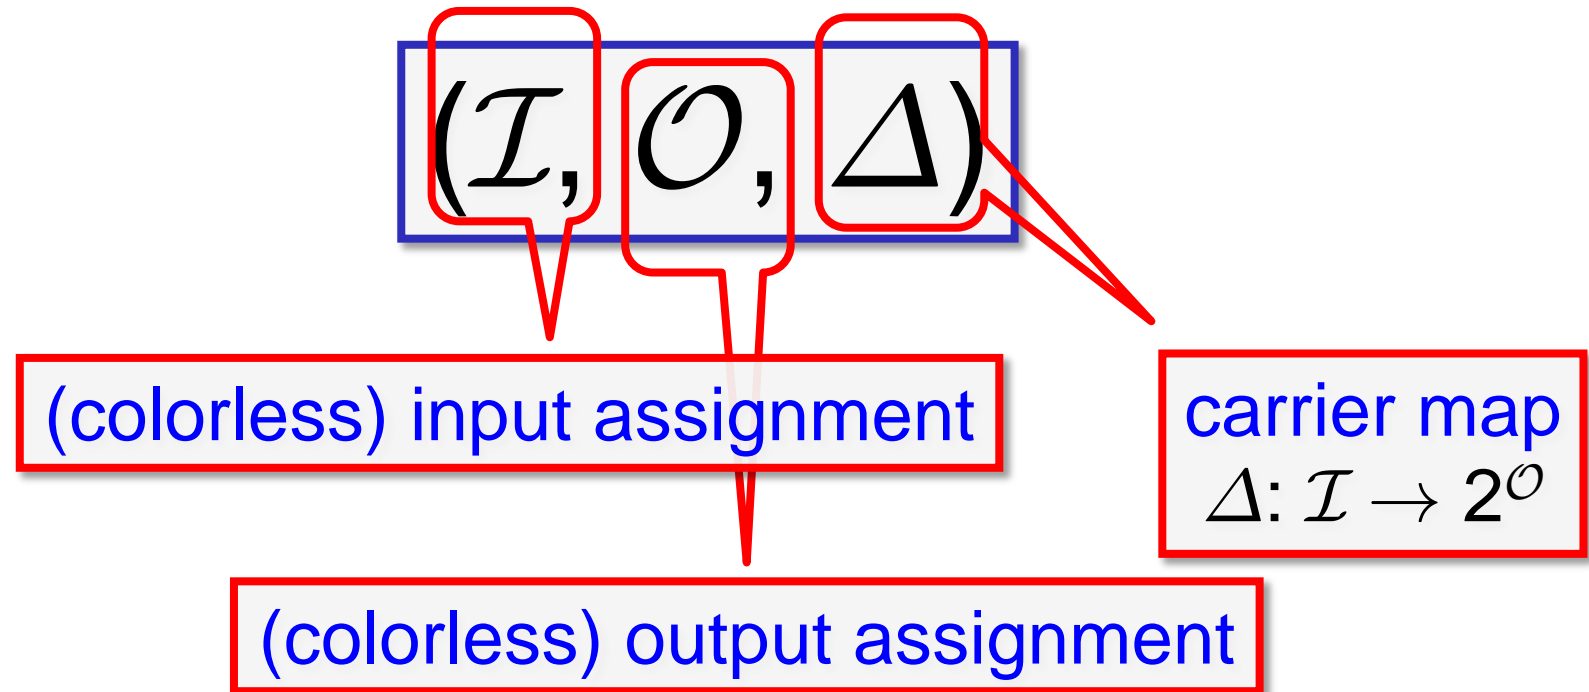 (ℐ, 𝒪, Δ)
(colorless) input assignment
carrier map
Δ: ℐ → 2^𝒪
(colorless) output assignment